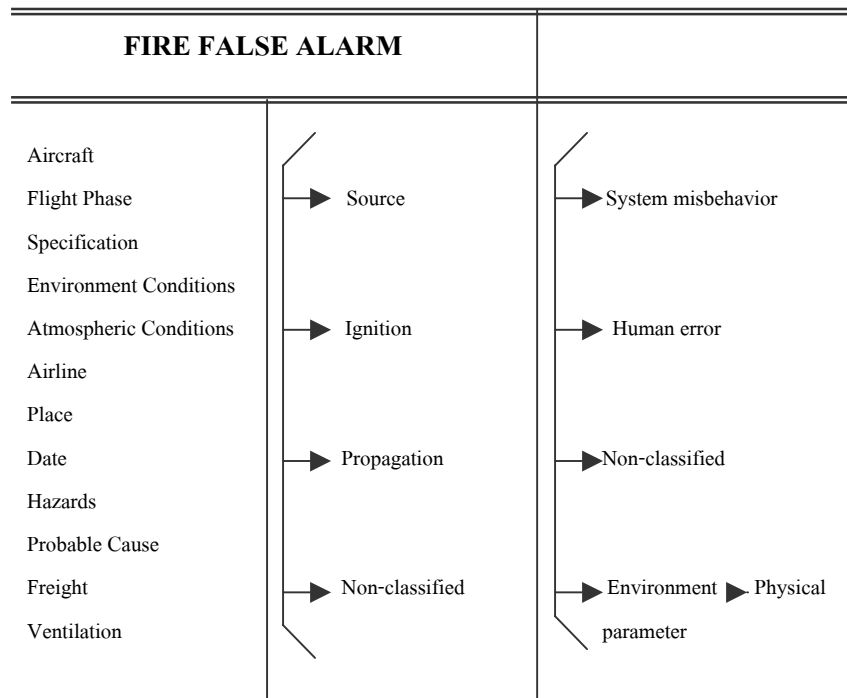 FIRE FALSE ALARM
Aircraft
Flight Phase
Specification
Environment Conditions
Atmospheric Conditions
Airline
Place
Date
Hazards
Probable Cause
Freight
Ventilation
Source
Ignition
Propagation
Non-classified
System misbehavior
Human error
Non-classified
Environment Physical
parameter